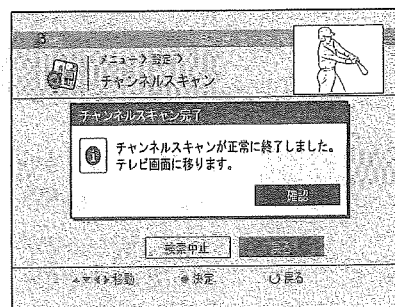 メニュー > 設定 >
チャンネルスキャン
チャンネルスキャン完了
チャンネルスキャンが正常に終了しました。
テレビ画面に移ります。
確認
検索中止
戻る
▲▼◀▶移動 ●決定 ↺戻る